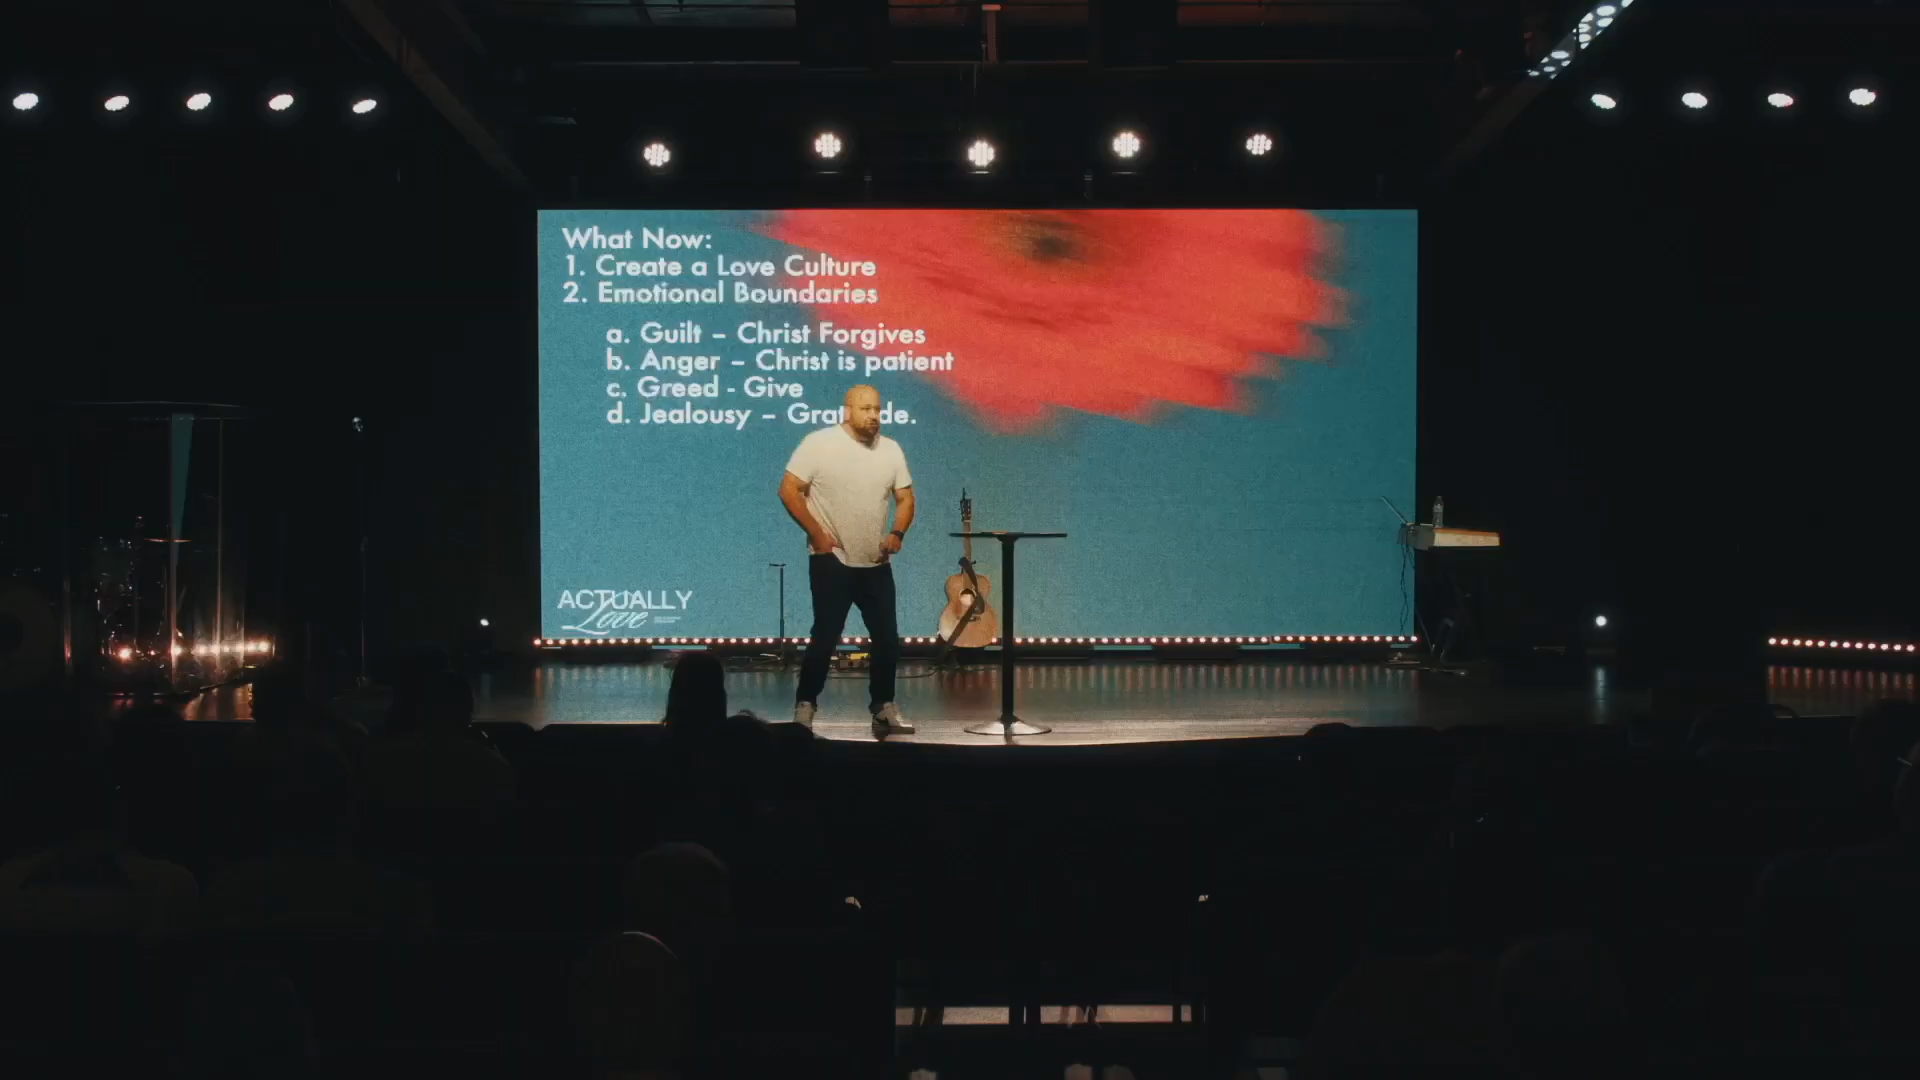 What Now:
1. Create a Love Culture
2. Emotional Boundaries
a. Guilt – Christ Forgives
b. Anger – Christ is patient
c. Greed - Give
d. Jealousy –
ACTUALLY
Love